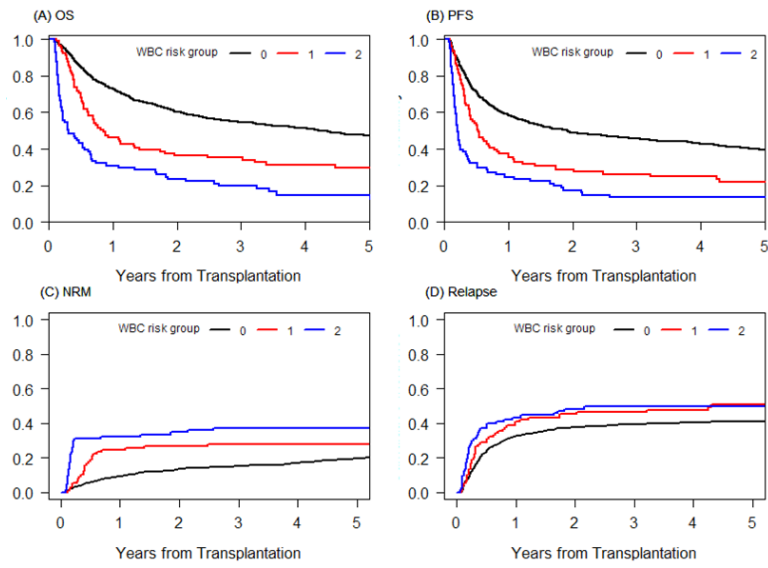 (A) OS
WBC risk group 0 1 2
1.0
0.8
0.6
0.4
0.2
0.0
0 1 2 3 4 5
Years from Transplantation
(B) PFS
WBC risk group 0 1 2
1.0
0.8
0.6
0.4
0.2
0.0
0 1 2 3 4 5
Years from Transplantation
(C) NRM
WBC risk group 0 1 2
1.0
0.8
0.6
0.4
0.2
0.0
0 1 2 3 4 5
Years from Transplantation
(D) Relapse
WBC risk group 0 1 2
1.0
0.8
0.6
0.4
0.2
0.0
0 1 2 3 4 5
Years from Transplantation